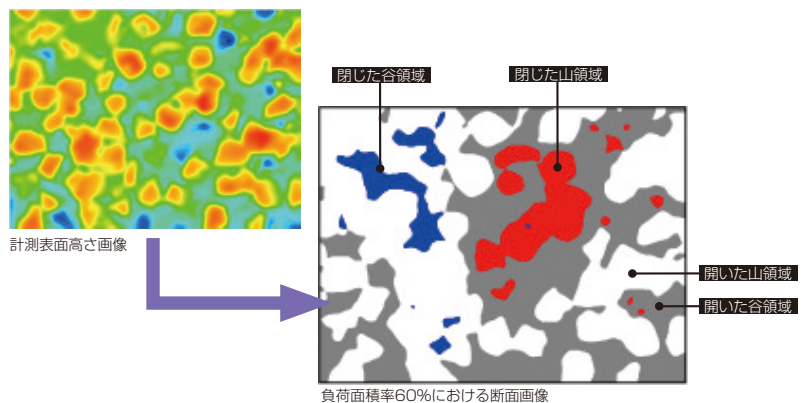 閉じた谷領域
閉じた山領域
計測表面高さ画像
開いた山領域
開いた谷領域
負荷面積率60%における断面画像